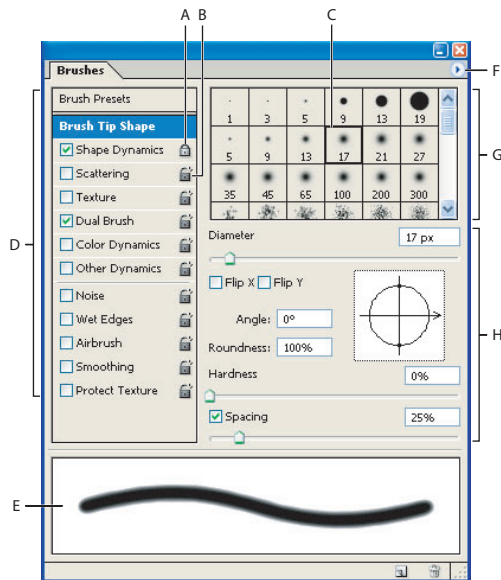 A
B
C
Brushes
F
Brush Presets
Brush Tip Shape
Shape Dynamics
Scattering
Texture
Dual Brush
Color Dynamics
Other Dynamics
Noise
Wet Edges
Airbrush
Smoothing
Protect Texture
D
1 3 5 9 13 19
5 9 13 17 21 27
35 45 65 100 200 300
G
Diameter 17 px
Flip X Flip Y
Angle: 0°
Roundness: 100%
Hardness 0%
Spacing 25%
H
E